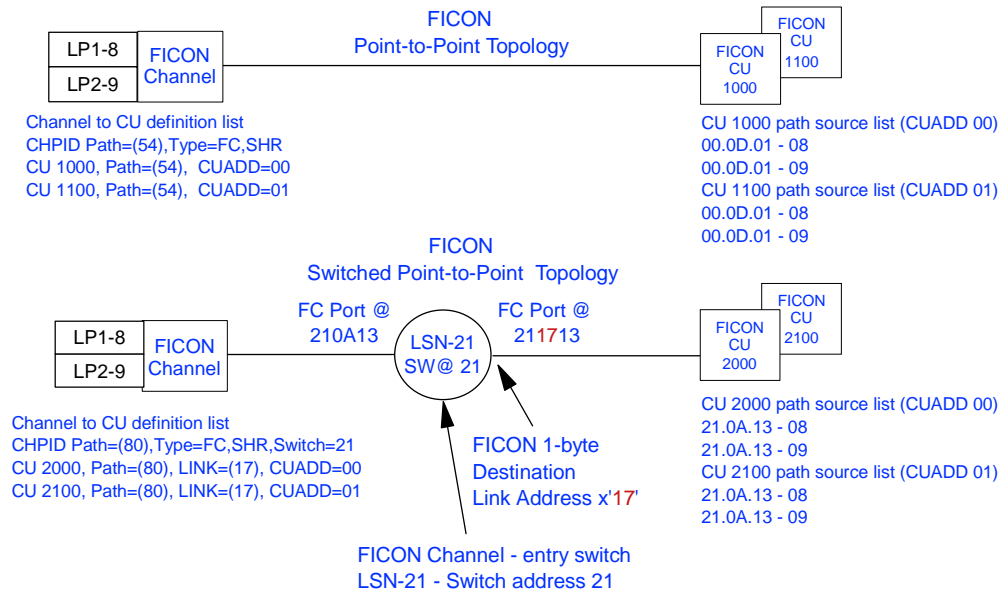 FICON
Point-to-Point Topology
LP1-8
LP2-9
FICON
Channel
FICON
CU
1100
FICON
CU
1000
Channel to CU definition list
CHPID Path=(54),Type=FC,SHR
CU 1000, Path=(54), CUADD=00
CU 1100, Path=(54), CUADD=01
CU 1000 path source list (CUADD 00)
00.0D.01 - 08
00.0D.01 - 09
CU 1100 path source list (CUADD 01)
00.0D.01 - 08
00.0D.01 - 09
FICON
Switched Point-to-Point Topology
FC Port @
210A13
FC Port @
211713
LP1-8
LP2-9
FICON
Channel
LSN-21
SW@ 21
FICON
CU
2100
FICON
CU
2000
Channel to CU definition list
CHPID Path=(80),Type=FC,SHR,Switch=21
CU 2000, Path=(80), LINK=(17), CUADD=00
CU 2100, Path=(80), LINK=(17), CUADD=01
FICON 1-byte
Destination
Link Address x'17'
CU 2000 path source list (CUADD 00)
21.0A.13 - 08
21.0A.13 - 09
CU 2100 path source list (CUADD 01)
21.0A.13 - 08
21.0A.13 - 09
FICON Channel - entry switch
LSN-21 - Switch address 21